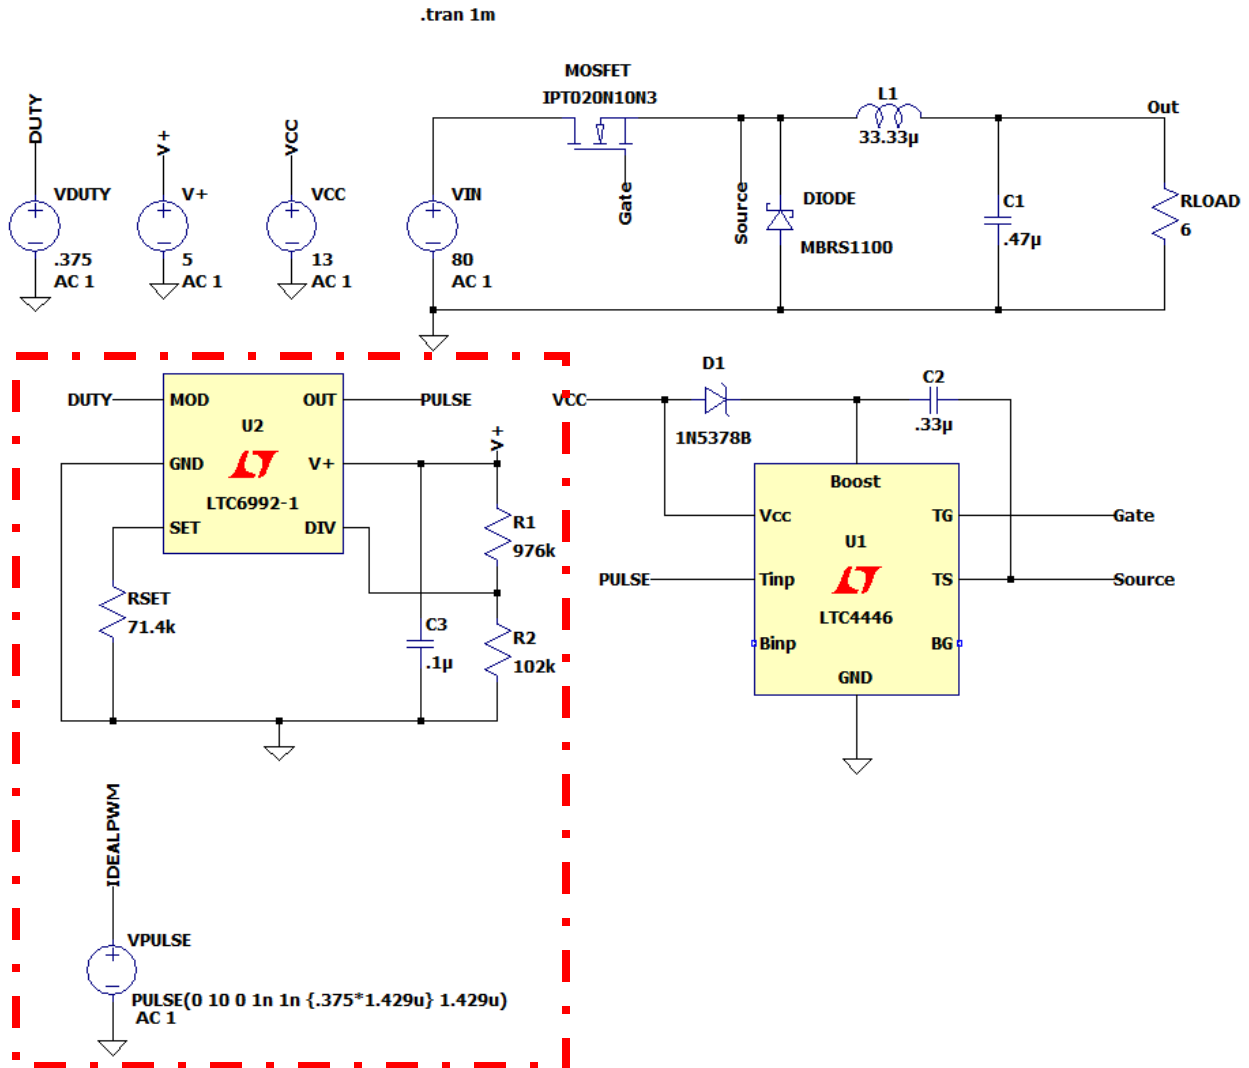 .tran 1m
MOSFET
IPT020N10N3
L1
33.33µ
Out
DUTY
V+
VCC
VDUTY
.375
AC 1
V+
5
AC 1
VCC
13
AC 1
VIN
80
AC 1
Gate
Source
DIODE
MBRS1100
C1
.47µ
RLOAD
6
DUTY
MOD
OUT
PULSE
U2
GND
V+
LTC6992-1
SET
DIV
V+
R1
976k
RSET
71.4k
C3
.1µ
R2
102k
VCC
D1
1N5378B
C2
.33µ
Boost
Vcc
TG
Gate
U1
PULSE
Tinp
TS
Source
LTC4446
Binp
BG
GND
IDEALPWM
VPULSE
PULSE(0 10 0 1n 1n {.375*1.429u} 1.429u)
AC 1